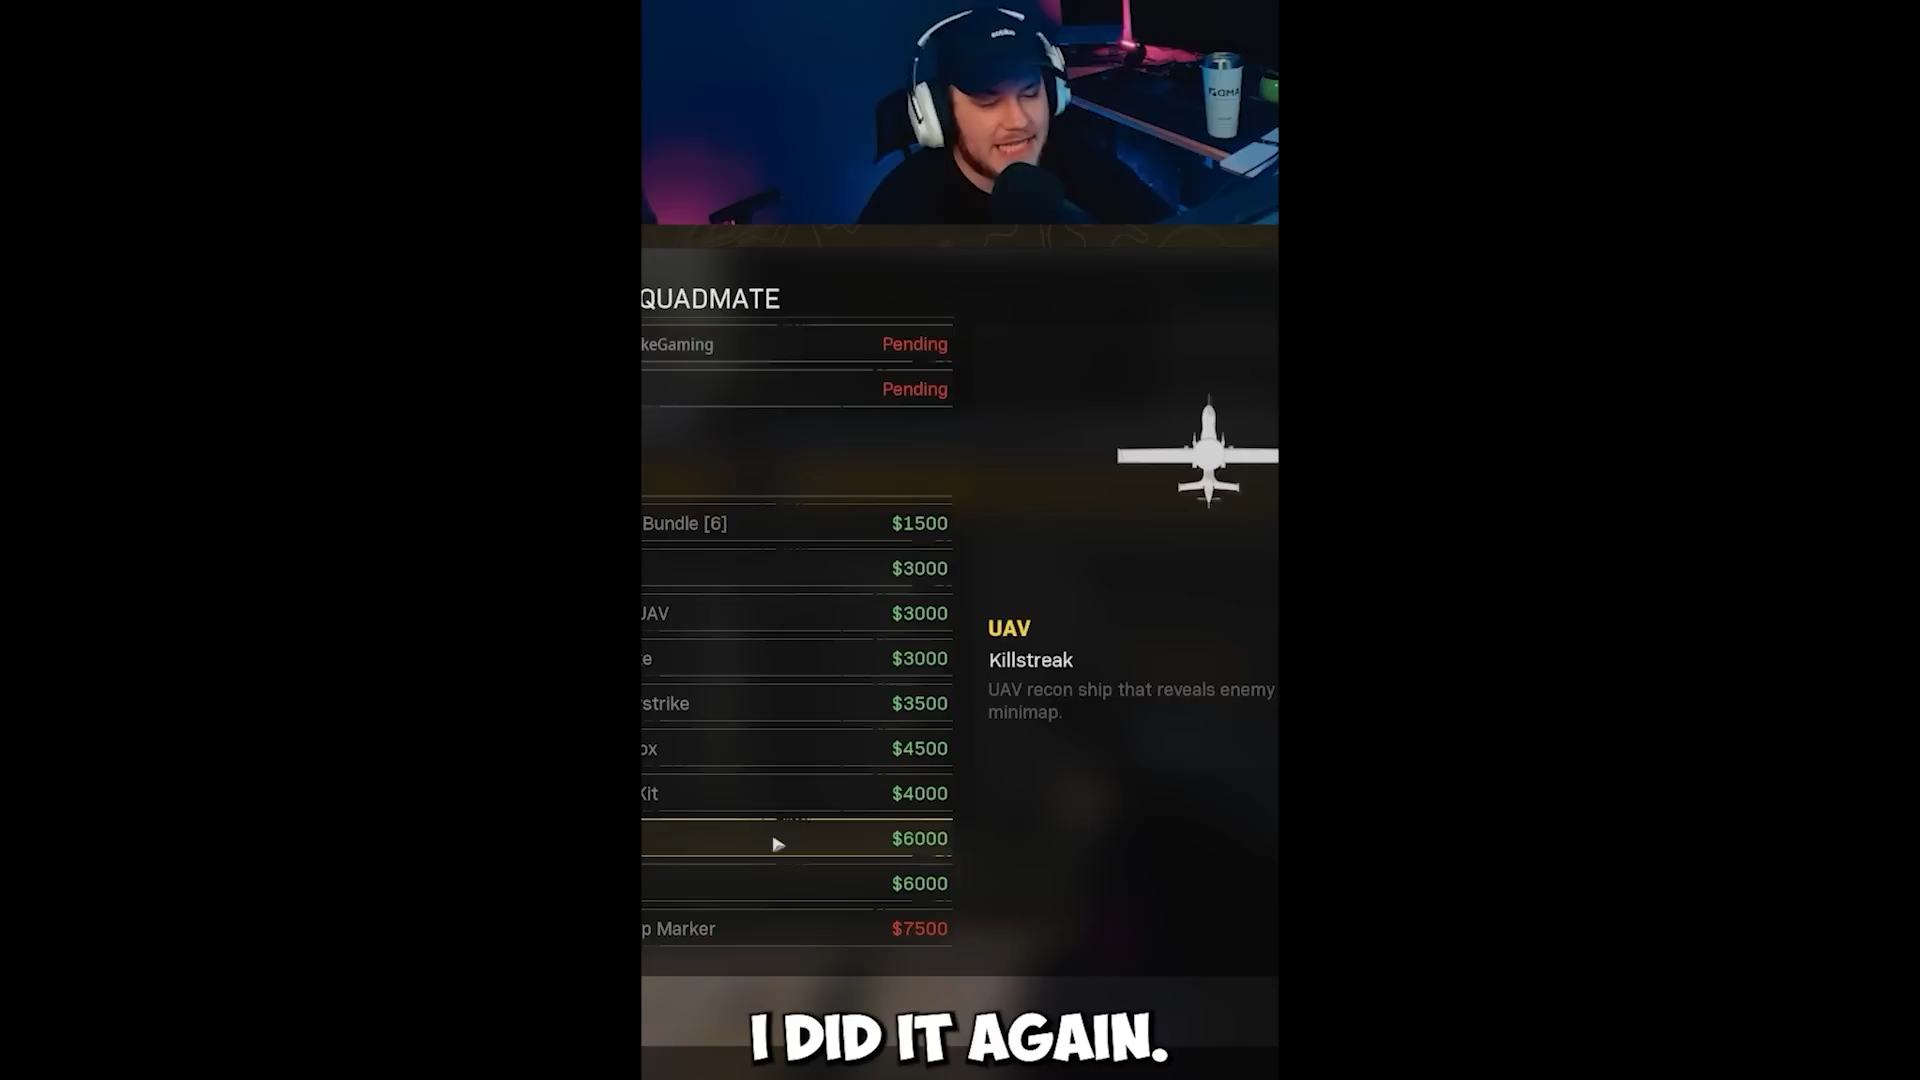 QUADMATE
keGaming Pending
Pending
Bundle [6] $1500
$3000
UAV $3000
e $3000
strike $3500
ox $4500
Kit $4000
$6000
$6000
p Marker $7500
UAV
Killstreak
UAV recon ship that reveals enemy
minimap.
I DID IT AGAIN.